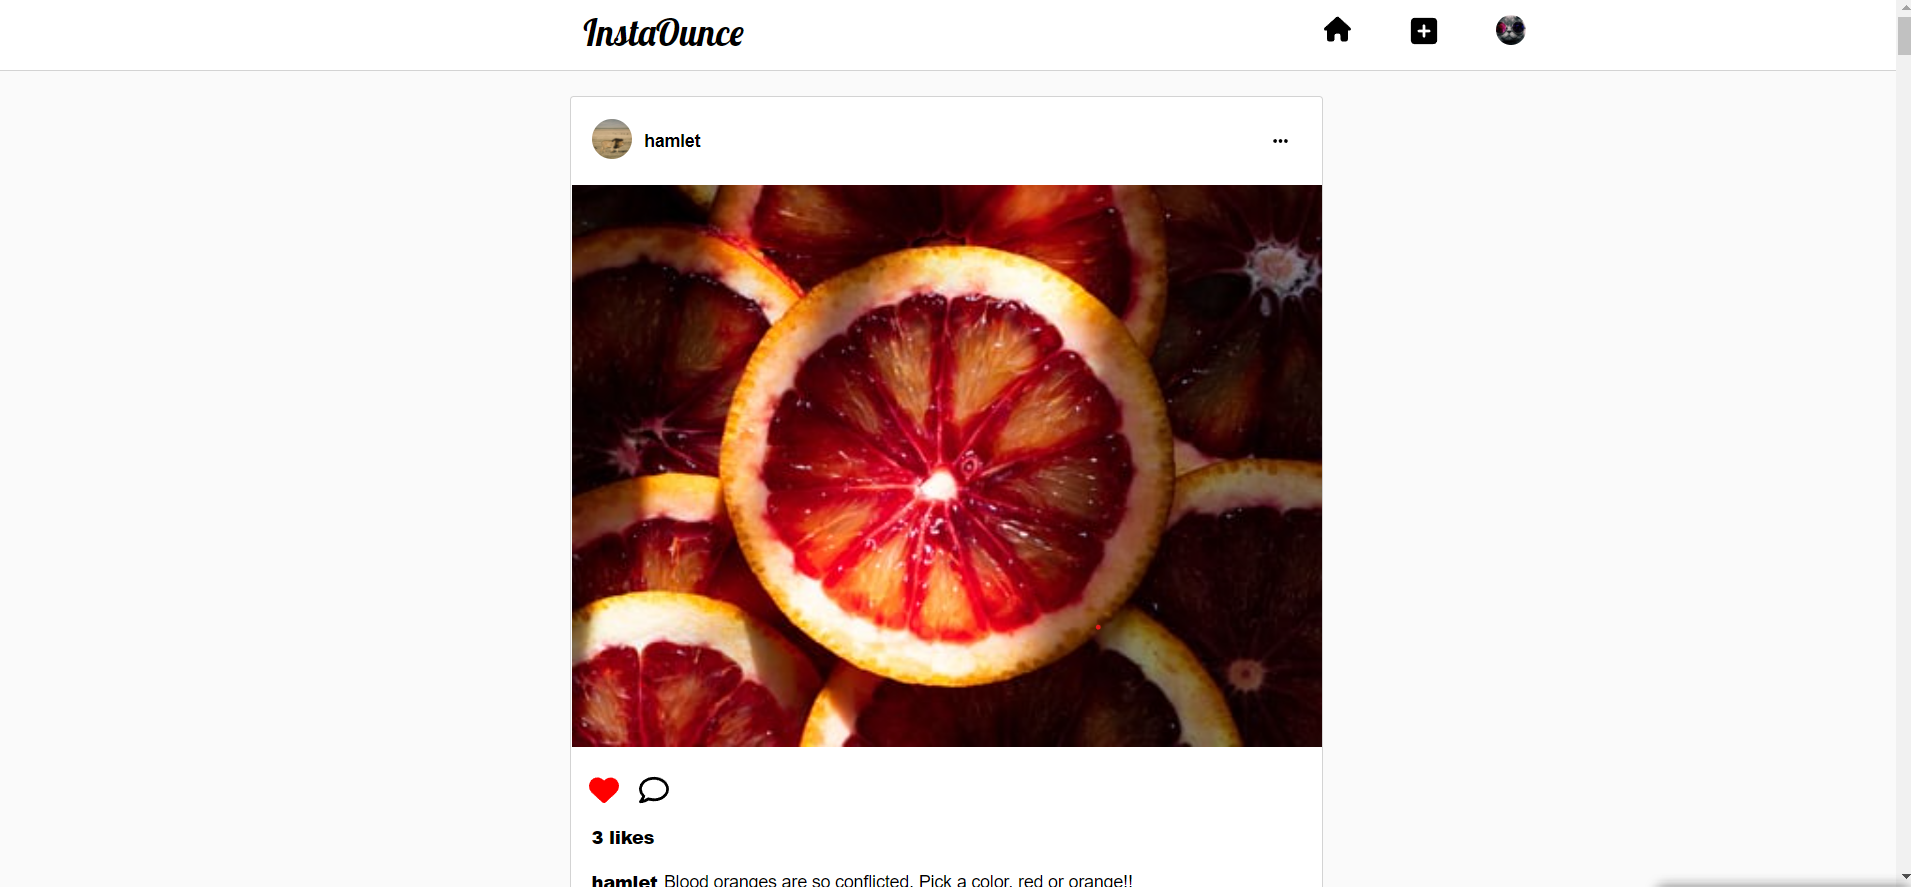 InstaOunce
hamlet
3 likes
hamlet Blood oranges are so conflicted. Pick a color, red or orange!!